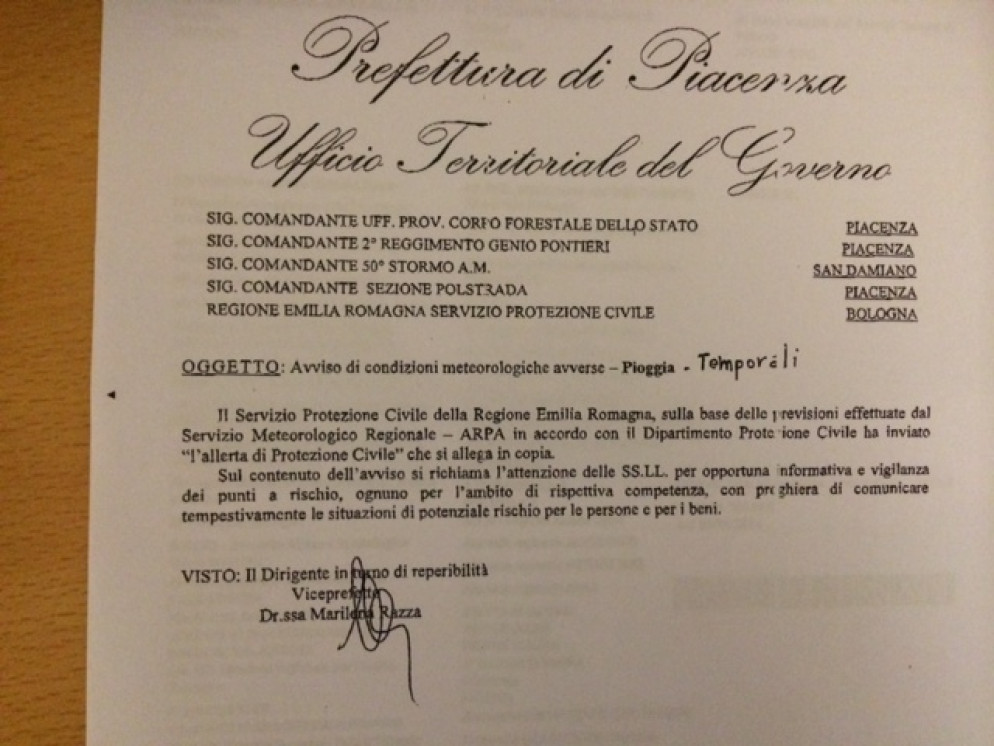 Prefettura di Piacenza
Ufficio Territoriale del Governo
SIG. COMANDANTE UFF. PROV. CORPO FORESTALE DELLO STATO PIACENZA
SIG. COMANDANTE 2° REGGIMENTO GENIO PONTIERI PIACENZA
SIG. COMANDANTE 50° STORMO A.M. SAN DAMIANO
SIG. COMANDANTE SEZIONE POLSTRADA PIACENZA
REGIONE EMILIA ROMAGNA SERVIZIO PROTEZIONE CIVILE BOLOGNA
OGGETTO: Avviso di condizioni meteorologiche avverse – Pioggia - Temporali
Il Servizio Protezione Civile della Regione Emilia Romagna, sulla base delle previsioni effettuate dal
Servizio Meteorologico Regionale – ARPA in accordo con il Dipartimento Protezione Civile ha inviato
“l’allerta di Protezione Civile” che si allega in copia.
Sul contenuto dell’avviso si richiama l’attenzione delle SS.LL. per opportuna informativa e vigilanza
dei punti a rischio, ognuno per l’ambito di rispettiva competenza, con preghiera di comunicare
tempestivamente le situazioni di potenziale rischio per le persone e per i beni.
VISTO: Il Dirigente in turno di reperibilità
Viceprefetto
Dr.ssa Marilena Razza